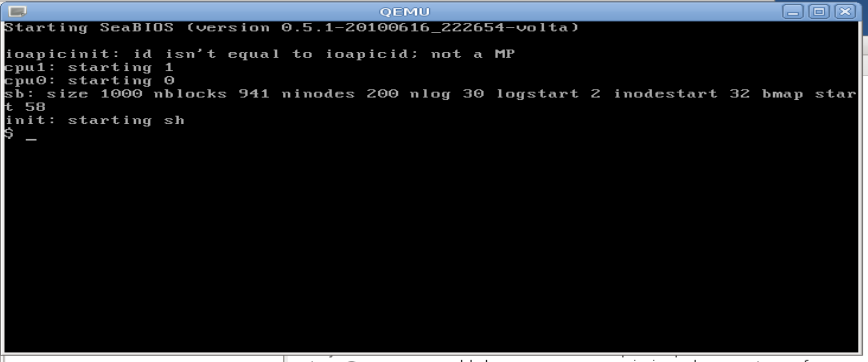 QEMU
Starting SeaBIOS (version 0.5.1-20100616_222654-volta)
ioapicinit: id isn't equal to ioapicid; not a MP
cpu1: starting 1
cpu0: starting 0
sb: size 1000 nblocks 941 ninodes 200 nlog 30 logstart 2 inodestart 32 bmap star
t 58
init: starting sh
$ _